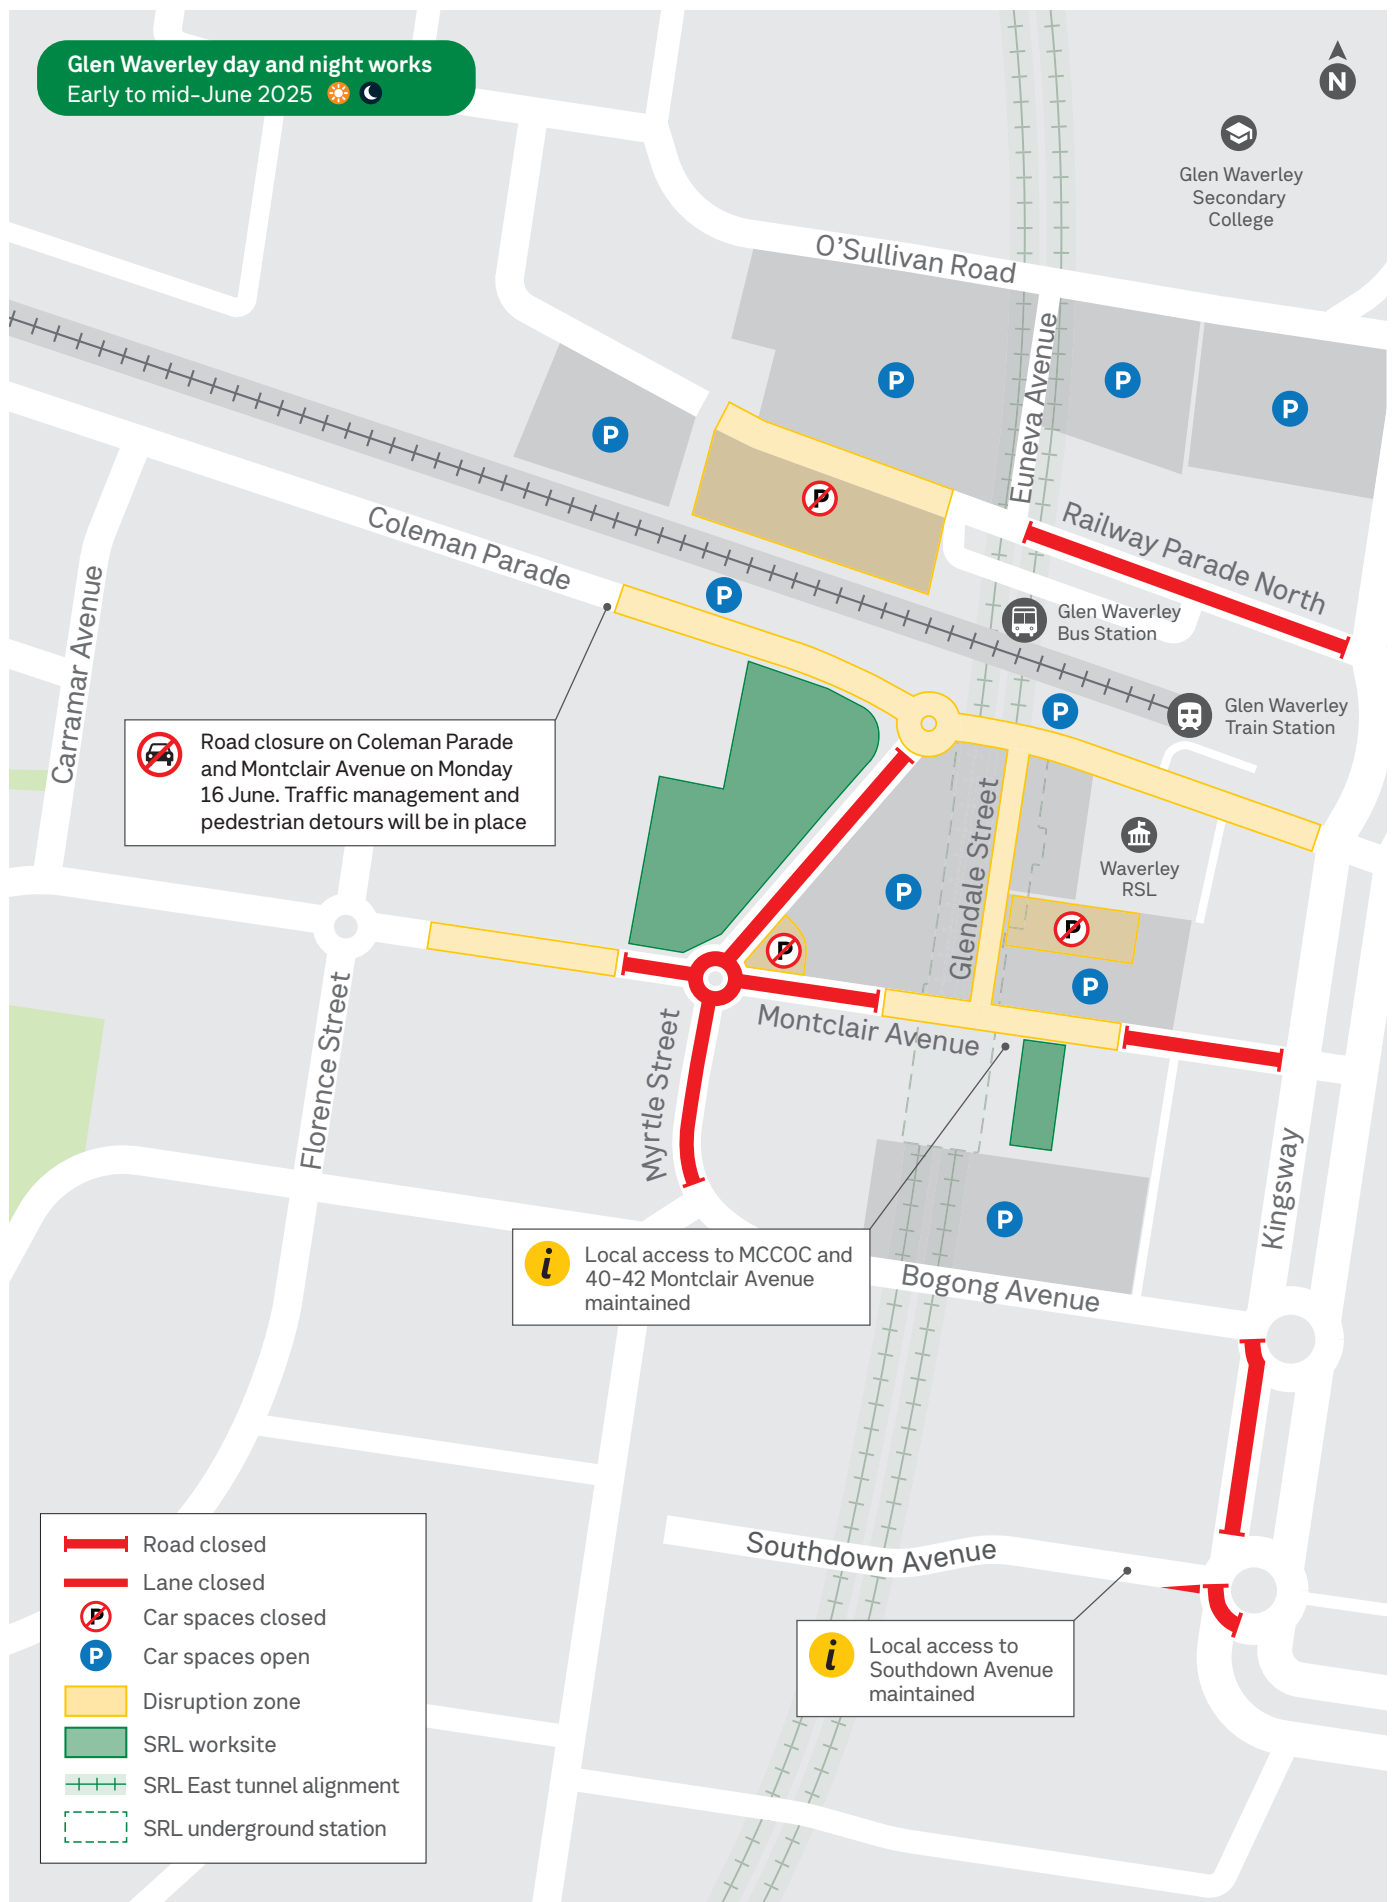 Glen Waverley day and night works
Early to mid-June 2025
N
Glen Waverley
Secondary
College
O'Sullivan Road
P
P
P
P
Euneva Avenue
P
Railway Parade North
Coleman Parade
P
Glen Waverley
Bus Station
Carramar Avenue
P
Glen Waverley
Train Station
Road closure on Coleman Parade
and Montclair Avenue on Monday
16 June. Traffic management and
pedestrian detours will be in place
Glendale Street
Waverley
RSL
P
P
P
P
Florence Street
Myrtle Street
Montclair Avenue
Kingsway
P
Local access to MCCOC and
40-42 Montclair Avenue
maintained
i
Bogong Avenue
Southdown Avenue
i
Local access to
Southdown Avenue
maintained
Road closed
Lane closed
P
Car spaces closed
P
Car spaces open
Disruption zone
SRL worksite
SRL East tunnel alignment
SRL underground station